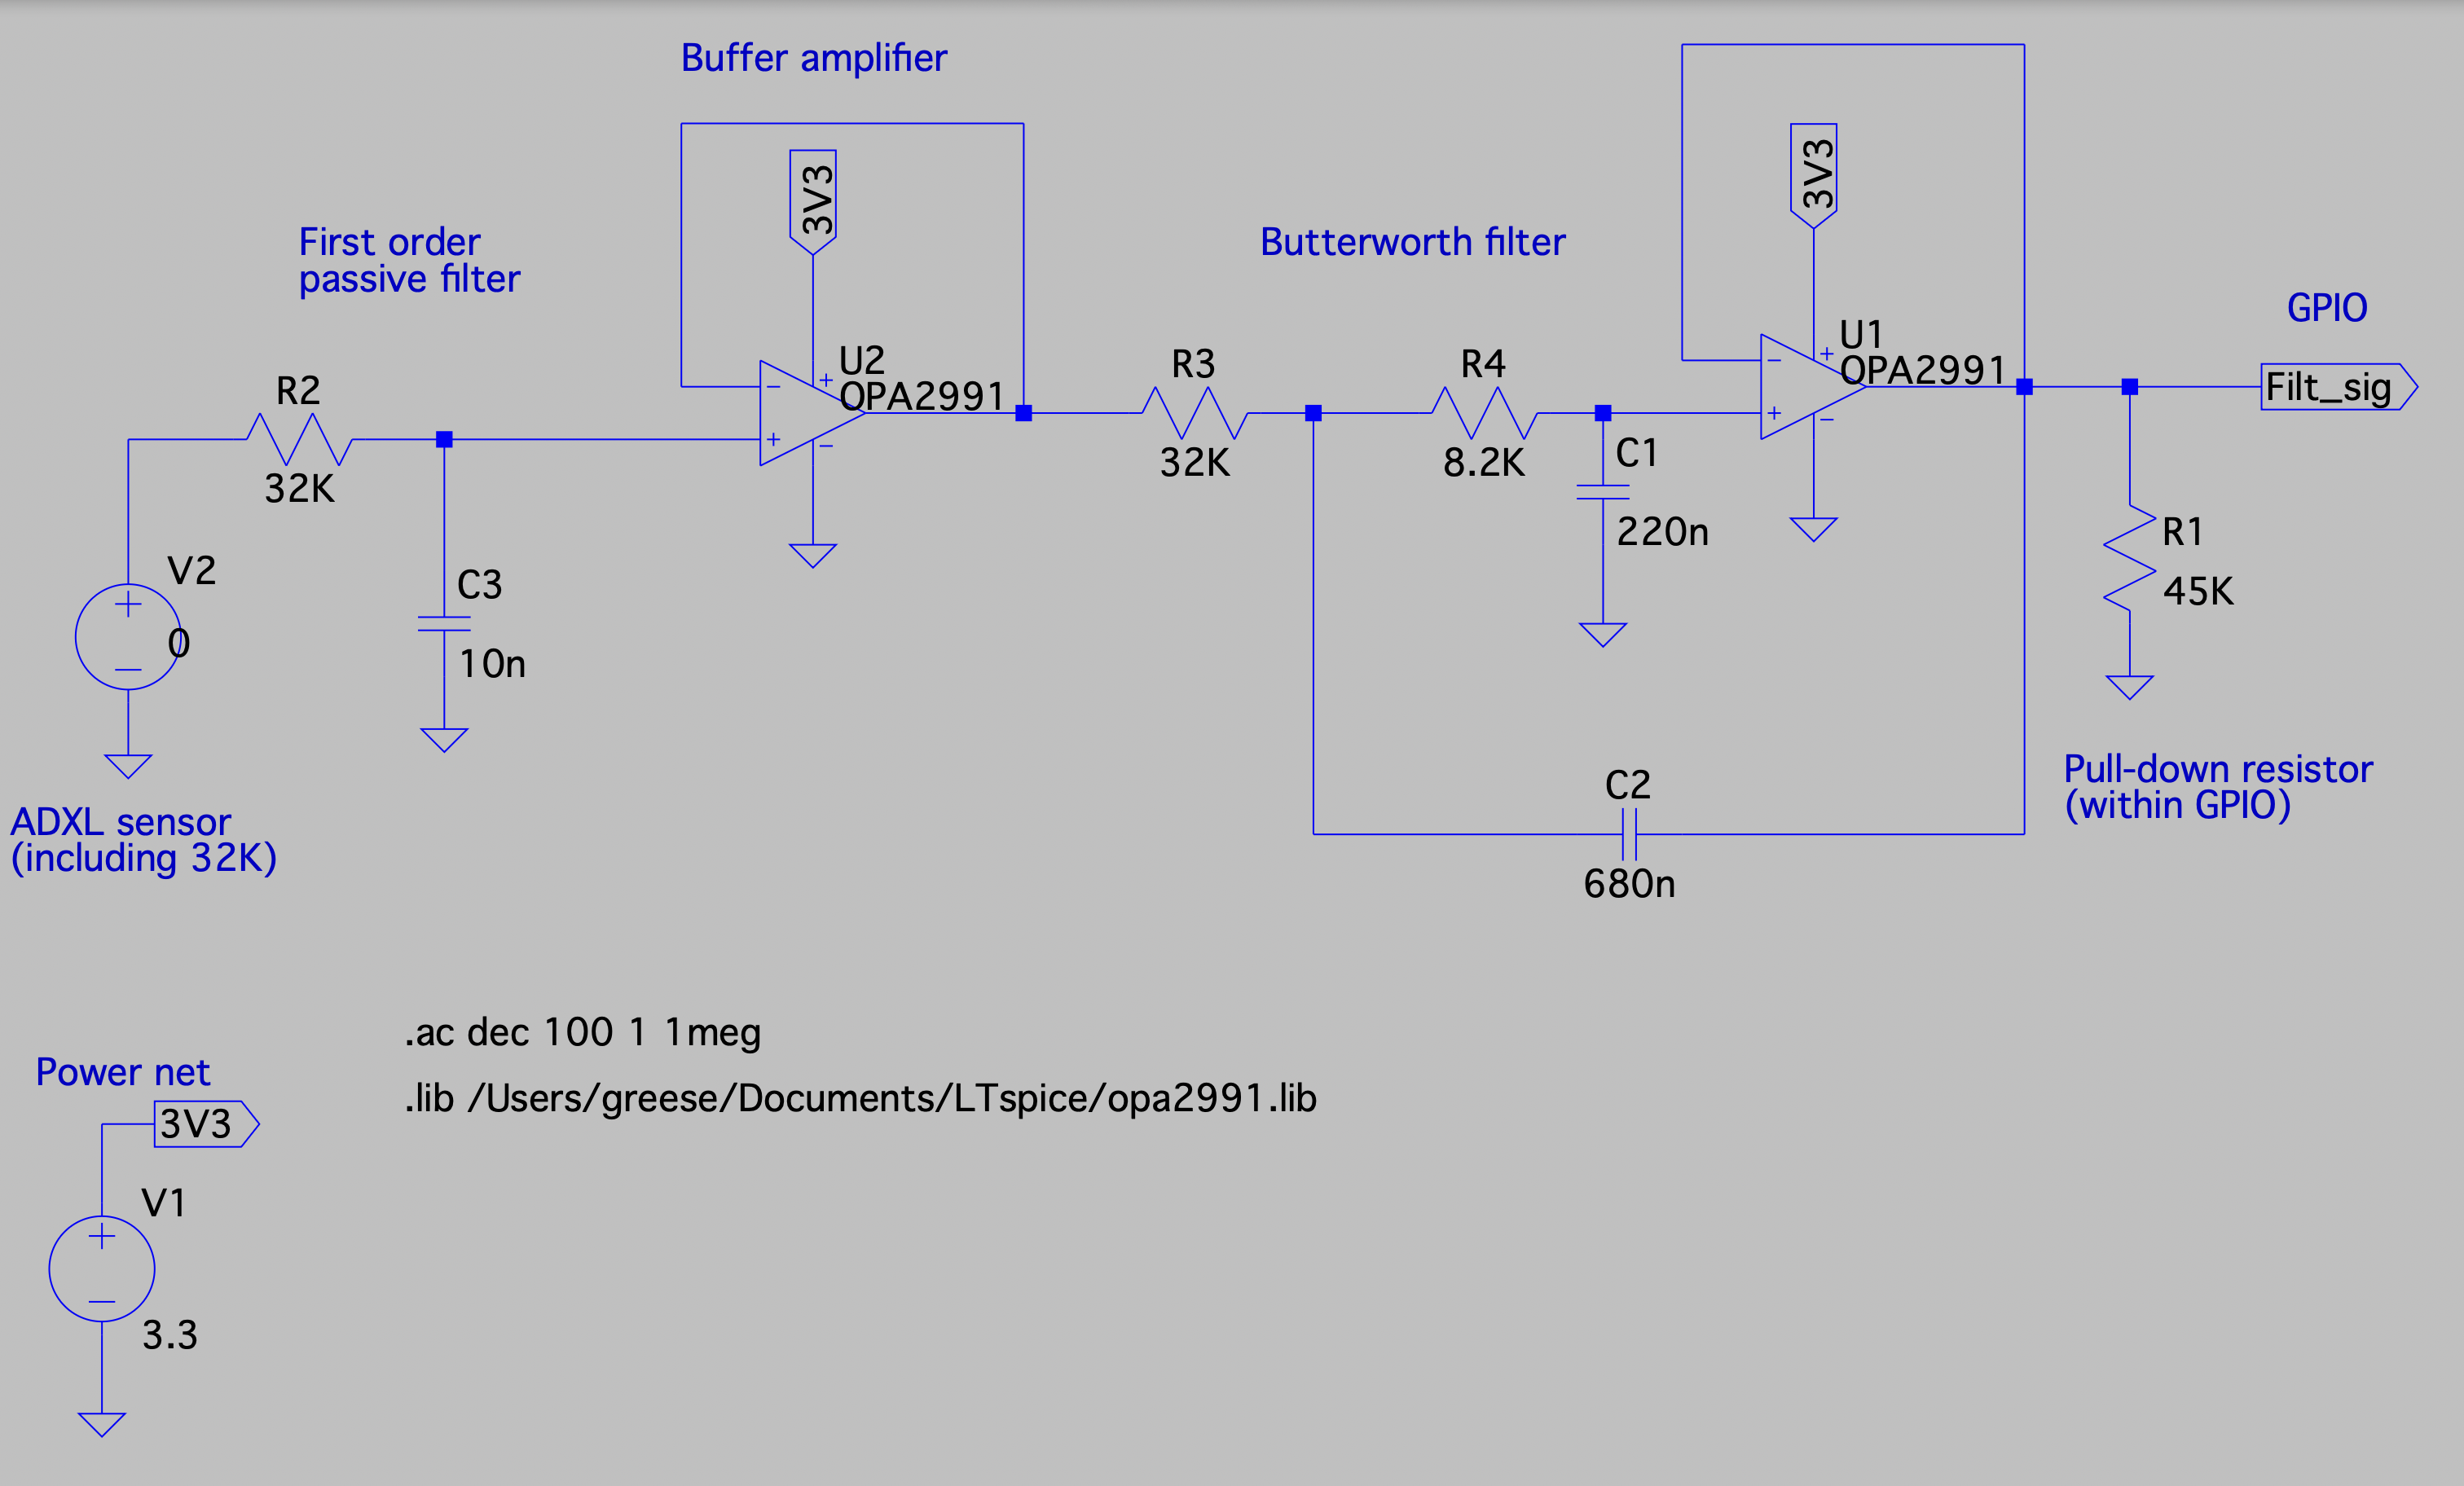 Buffer amplifier
3V3
3V3
First order
passive filter
Butterworth filter
GPIO
U2
OPA2991
U1
OPA2991
Filt_sig
R2
32K
R3
32K
R4
8.2K
C1
220n
R1
45K
V2
0
C3
10n
C2
680n
ADXL sensor
(including 32K)
Pull-down resistor
(within GPIO)
.ac dec 100 1 1meg
.lib /Users/greese/Documents/LTspice/opa2991.lib
Power net
3V3
V1
3.3